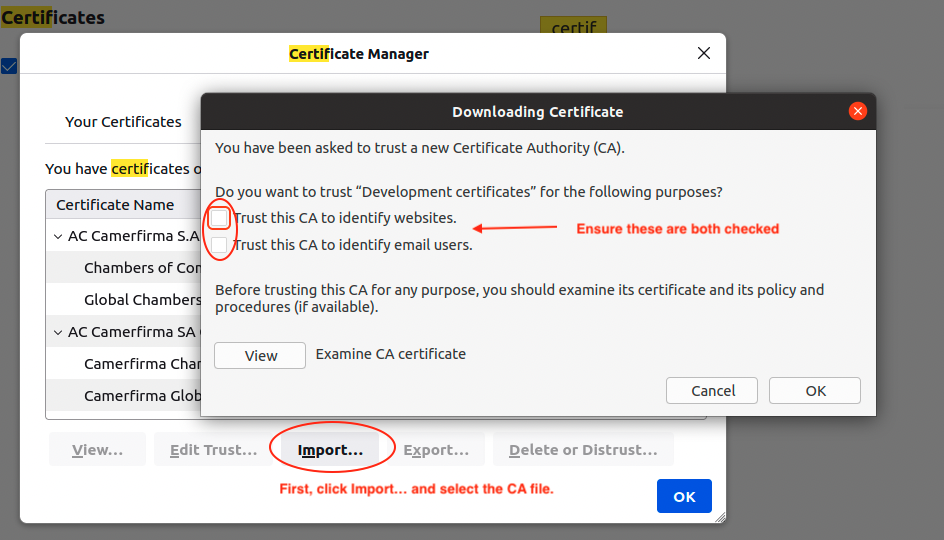 Certificates
certif
Certificate Manager
Downloading Certificate
Your Certificates
You have been asked to trust a new Certificate Authority (CA).
You have certificates o
Do you want to trust “Development certificates” for the following purposes?
Certificate Name
Trust this CA to identify websites.
Ensure these are both checked
AC Camerfirma S.A
Trust this CA to identify email users.
Chambers of Com
Global Chambers
Before trusting this CA for any purpose, you should examine its certificate and its policy and
procedures (if available).
AC Camerfirma SA
View
Examine CA certificate
Camerfirma Cha
Cancel
OK
Camerfirma Glob
View...
Edit Trust...
Import...
Export...
Delete or Distrust...
First, click Import... and select the CA file.
OK